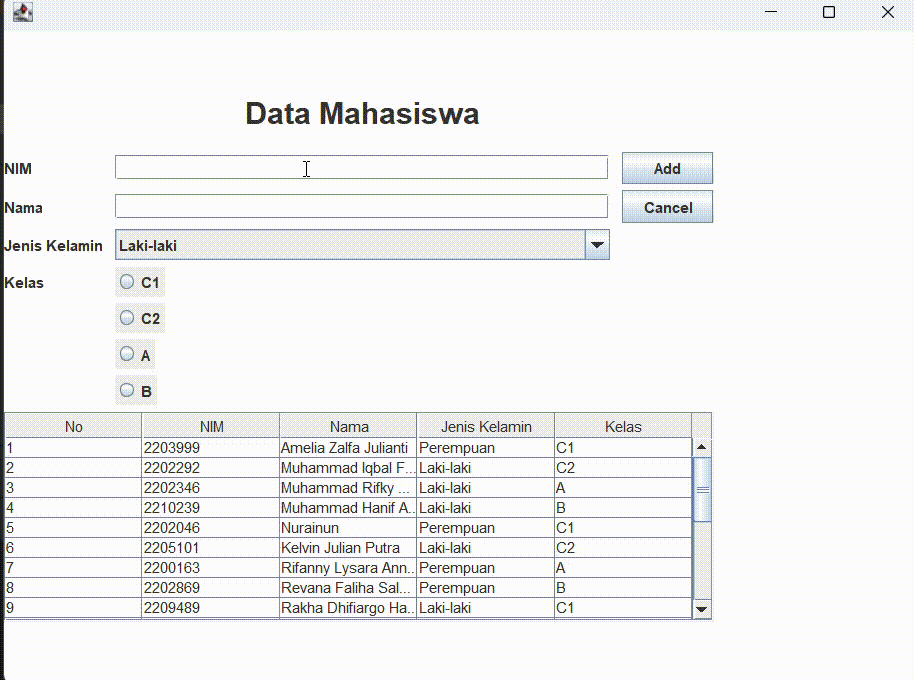 Data Mahasiswa
NIM Add
Nama Cancel
Jenis Kelamin Laki-laki
Kelas C1
C2
A
B
No NIM Nama Jenis Kelamin Kelas
1 2203999 Amelia Zalfa Julianti Perempuan C1
2 2202292 Muhammad Iqbal F... Laki-laki C2
3 2202346 Muhammad Rifky ... Laki-laki A
4 2210239 Muhammad Hanif A... Laki-laki B
5 2202046 Nurainun Perempuan C1
6 2205101 Kelvin Julian Putra Laki-laki C2
7 2200163 Rifanny Lysara Ann... Perempuan A
8 2202869 Revana Faliha Sal... Perempuan B
9 2209489 Rakha Dhifiargo Ha... Laki-laki C1